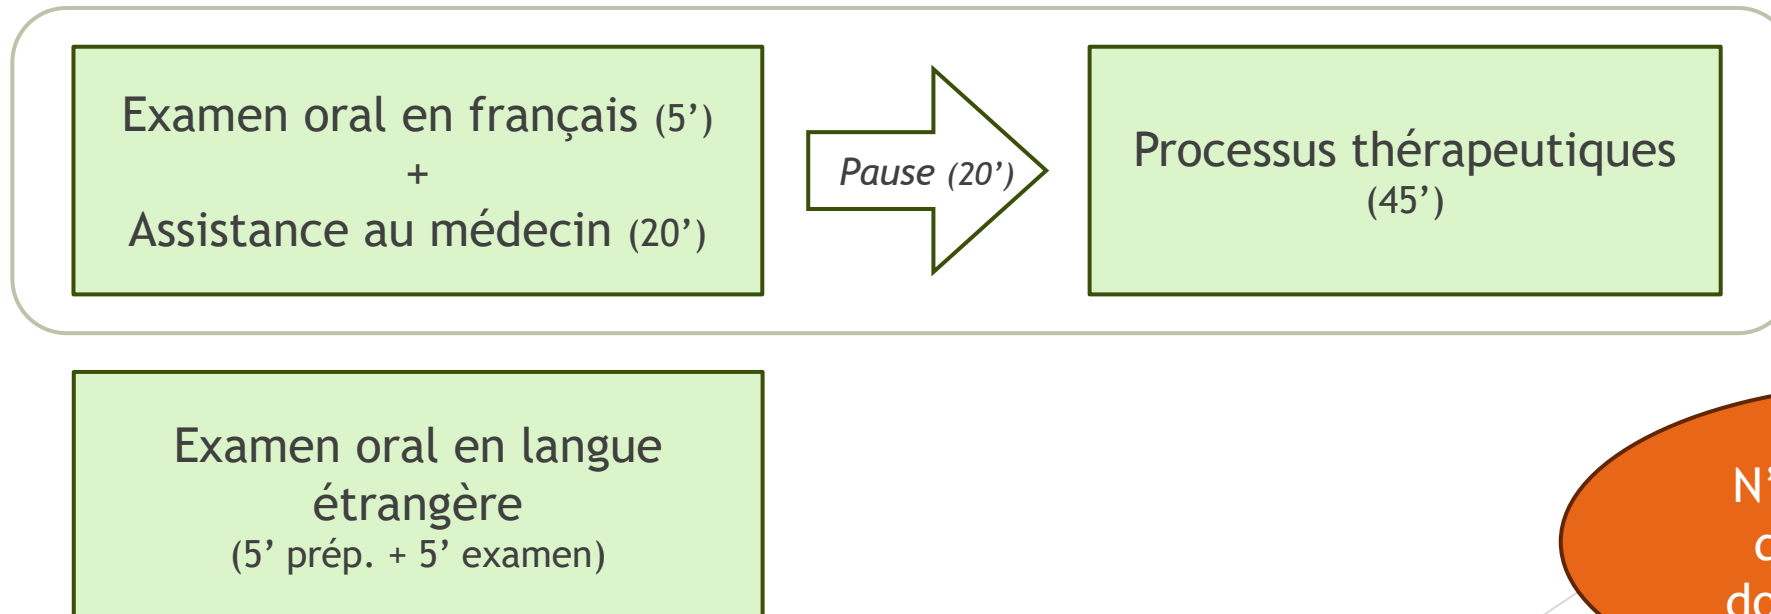 Examen oral en français (5’)
+
Assistance au médecin (20’)
Pause (20’)
Processus thérapeutiques
(45’)
Examen oral en langue
étrangère
(5’ prép. + 5’ examen)